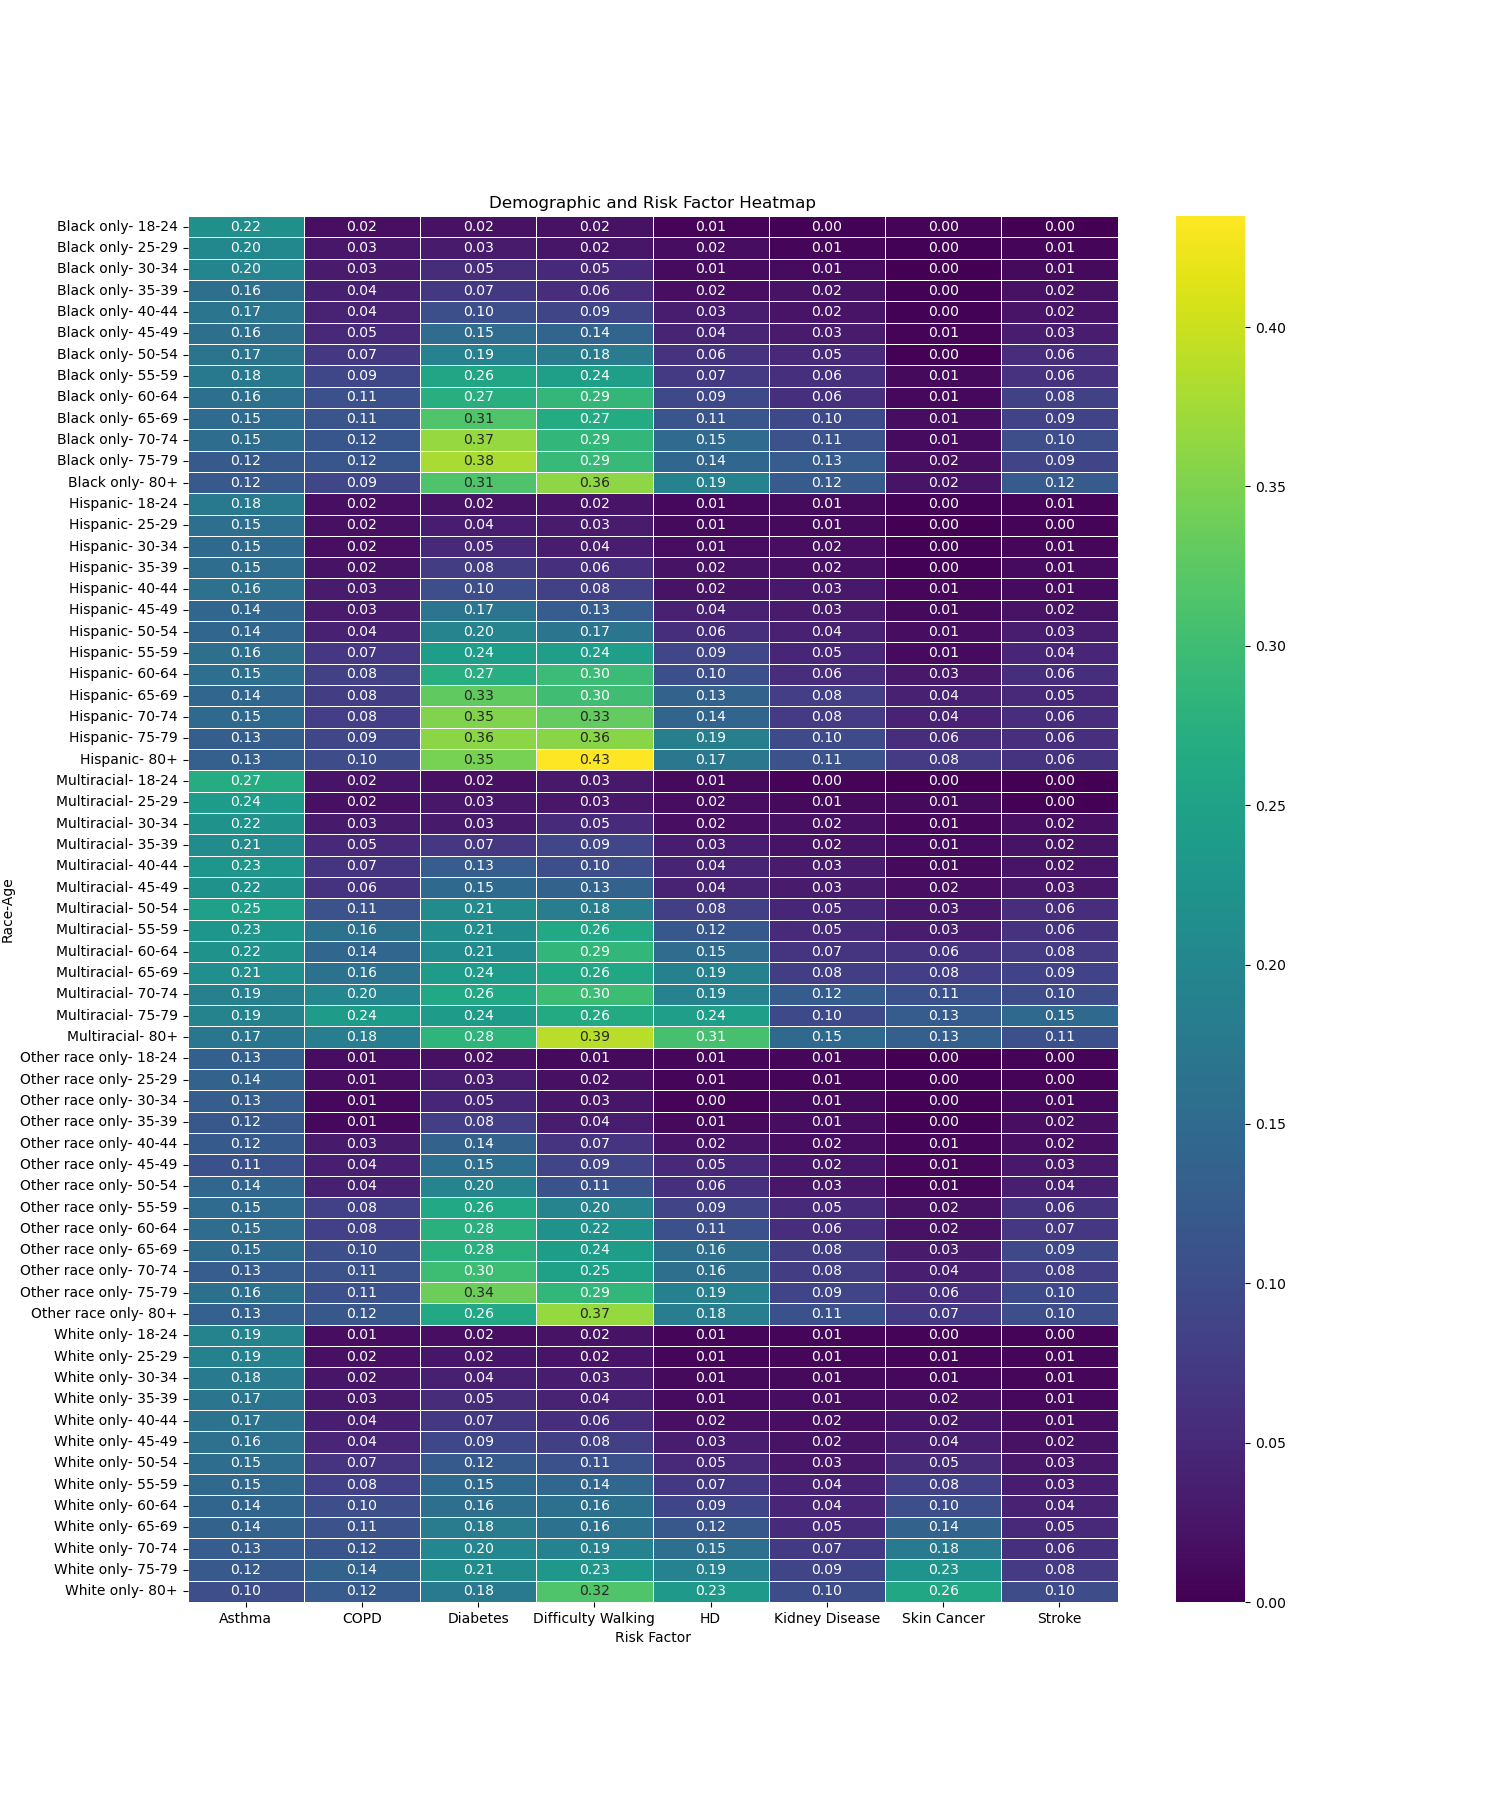 Demographic and Risk Factor Heatmap
Black only- 18-24 0.22 0.02 0.02 0.02 0.01 0.00 0.00 0.00
Black only- 25-29 0.20 0.03 0.03 0.02 0.02 0.01 0.00 0.01
Black only- 30-34 0.20 0.03 0.05 0.05 0.01 0.01 0.00 0.01
Black only- 35-39 0.16 0.04 0.07 0.06 0.02 0.02 0.00 0.02
Black only- 40-44 0.17 0.04 0.10 0.09 0.03 0.02 0.00 0.02
Black only- 45-49 0.16 0.05 0.15 0.14 0.04 0.03 0.01 0.03
Black only- 50-54 0.17 0.07 0.19 0.18 0.06 0.05 0.00 0.06
Black only- 55-59 0.18 0.09 0.26 0.24 0.07 0.06 0.01 0.06
Black only- 60-64 0.16 0.11 0.27 0.29 0.09 0.06 0.01 0.08
Black only- 65-69 0.15 0.11 0.31 0.27 0.11 0.10 0.01 0.09
Black only- 70-74 0.15 0.12 0.37 0.29 0.15 0.11 0.01 0.10
Black only- 75-79 0.12 0.12 0.38 0.29 0.14 0.13 0.02 0.09
Black only- 80+ 0.12 0.09 0.31 0.36 0.19 0.12 0.02 0.12
Hispanic- 18-24 0.18 0.02 0.02 0.02 0.01 0.01 0.00 0.01
Hispanic- 25-29 0.15 0.02 0.04 0.03 0.01 0.01 0.00 0.00
Hispanic- 30-34 0.15 0.02 0.05 0.04 0.01 0.02 0.00 0.01
Hispanic- 35-39 0.15 0.02 0.08 0.06 0.02 0.02 0.00 0.01
Hispanic- 40-44 0.16 0.03 0.10 0.08 0.02 0.03 0.01 0.01
Hispanic- 45-49 0.14 0.03 0.17 0.13 0.04 0.03 0.01 0.02
Hispanic- 50-54 0.14 0.04 0.20 0.17 0.06 0.04 0.01 0.03
Hispanic- 55-59 0.16 0.07 0.24 0.24 0.09 0.05 0.01 0.04
Hispanic- 60-64 0.15 0.08 0.27 0.30 0.10 0.06 0.03 0.06
Hispanic- 65-69 0.14 0.08 0.33 0.30 0.13 0.08 0.04 0.05
Hispanic- 70-74 0.15 0.08 0.35 0.33 0.14 0.08 0.04 0.06
Hispanic- 75-79 0.13 0.09 0.36 0.36 0.19 0.10 0.06 0.06
Hispanic- 80+ 0.13 0.10 0.35 0.43 0.17 0.11 0.08 0.06
Multiracial- 18-24 0.27 0.02 0.02 0.03 0.01 0.00 0.00 0.00
Multiracial- 25-29 0.24 0.02 0.03 0.03 0.02 0.01 0.01 0.00
Multiracial- 30-34 0.22 0.03 0.03 0.05 0.02 0.02 0.01 0.02
Multiracial- 35-39 0.21 0.05 0.07 0.09 0.03 0.02 0.01 0.02
Multiracial- 40-44 0.23 0.07 0.13 0.10 0.04 0.03 0.01 0.02
Multiracial- 45-49 0.22 0.06 0.15 0.13 0.04 0.03 0.02 0.03
Multiracial- 50-54 0.25 0.11 0.21 0.18 0.08 0.05 0.03 0.06
Multiracial- 55-59 0.23 0.16 0.21 0.26 0.12 0.05 0.03 0.06
Multiracial- 60-64 0.22 0.14 0.21 0.29 0.15 0.07 0.06 0.08
Multiracial- 65-69 0.21 0.16 0.24 0.26 0.19 0.08 0.08 0.09
Multiracial- 70-74 0.19 0.20 0.26 0.30 0.19 0.12 0.11 0.10
Multiracial- 75-79 0.19 0.24 0.24 0.26 0.24 0.10 0.13 0.15
Multiracial- 80+ 0.17 0.18 0.28 0.39 0.31 0.15 0.13 0.11
Other race only- 18-24 0.13 0.01 0.02 0.01 0.01 0.01 0.00 0.00
Other race only- 25-29 0.14 0.01 0.03 0.02 0.01 0.01 0.00 0.00
Other race only- 30-34 0.13 0.01 0.05 0.03 0.00 0.01 0.00 0.01
Other race only- 35-39 0.12 0.01 0.08 0.04 0.01 0.01 0.00 0.02
Other race only- 40-44 0.12 0.03 0.14 0.07 0.02 0.02 0.01 0.02
Other race only- 45-49 0.11 0.04 0.15 0.09 0.05 0.02 0.01 0.03
Other race only- 50-54 0.14 0.04 0.20 0.11 0.06 0.03 0.01 0.04
Other race only- 55-59 0.15 0.08 0.26 0.20 0.09 0.05 0.02 0.06
Other race only- 60-64 0.15 0.08 0.28 0.22 0.11 0.06 0.02 0.07
Other race only- 65-69 0.15 0.10 0.28 0.24 0.16 0.08 0.03 0.09
Other race only- 70-74 0.13 0.11 0.30 0.25 0.16 0.08 0.04 0.08
Other race only- 75-79 0.16 0.11 0.34 0.29 0.19 0.09 0.06 0.10
Other race only- 80+ 0.13 0.12 0.26 0.37 0.18 0.11 0.07 0.10
White only- 18-24 0.19 0.01 0.02 0.02 0.01 0.01 0.00 0.00
White only- 25-29 0.19 0.02 0.02 0.02 0.01 0.01 0.01 0.01
White only- 30-34 0.18 0.02 0.04 0.03 0.01 0.01 0.01 0.01
White only- 35-39 0.17 0.03 0.05 0.04 0.01 0.01 0.02 0.01
White only- 40-44 0.17 0.04 0.07 0.06 0.02 0.02 0.02 0.01
White only- 45-49 0.16 0.04 0.09 0.08 0.03 0.02 0.04 0.02
White only- 50-54 0.15 0.07 0.12 0.11 0.05 0.03 0.05 0.03
White only- 55-59 0.15 0.08 0.15 0.14 0.07 0.04 0.08 0.03
White only- 60-64 0.14 0.10 0.16 0.16 0.09 0.04 0.10 0.04
White only- 65-69 0.14 0.11 0.18 0.16 0.12 0.05 0.14 0.05
White only- 70-74 0.13 0.12 0.20 0.19 0.15 0.07 0.18 0.06
White only- 75-79 0.12 0.14 0.21 0.23 0.19 0.09 0.23 0.08
White only- 80+ 0.10 0.12 0.18 0.32 0.23 0.10 0.26 0.10
Asthma COPD Diabetes Difficulty Walking HD Kidney Disease Skin Cancer Stroke
Risk Factor
Race-Age
0.40
0.35
0.30
0.25
0.20
0.15
0.10
0.05
0.00